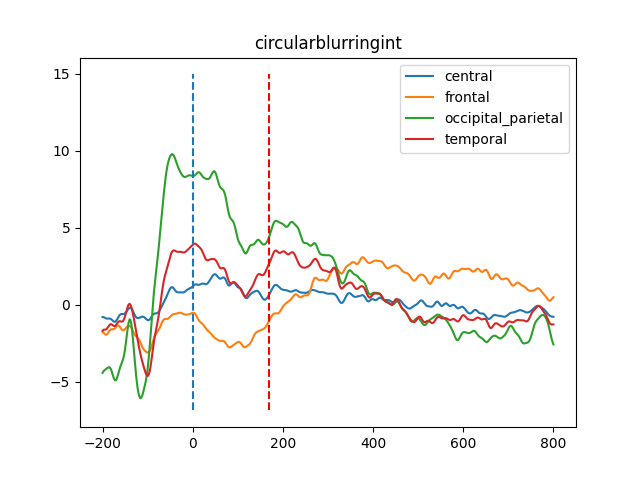 circularblurringint
15
10
5
0
−5
−200
0
200
400
600
800
central
frontal
occipital_parietal
temporal